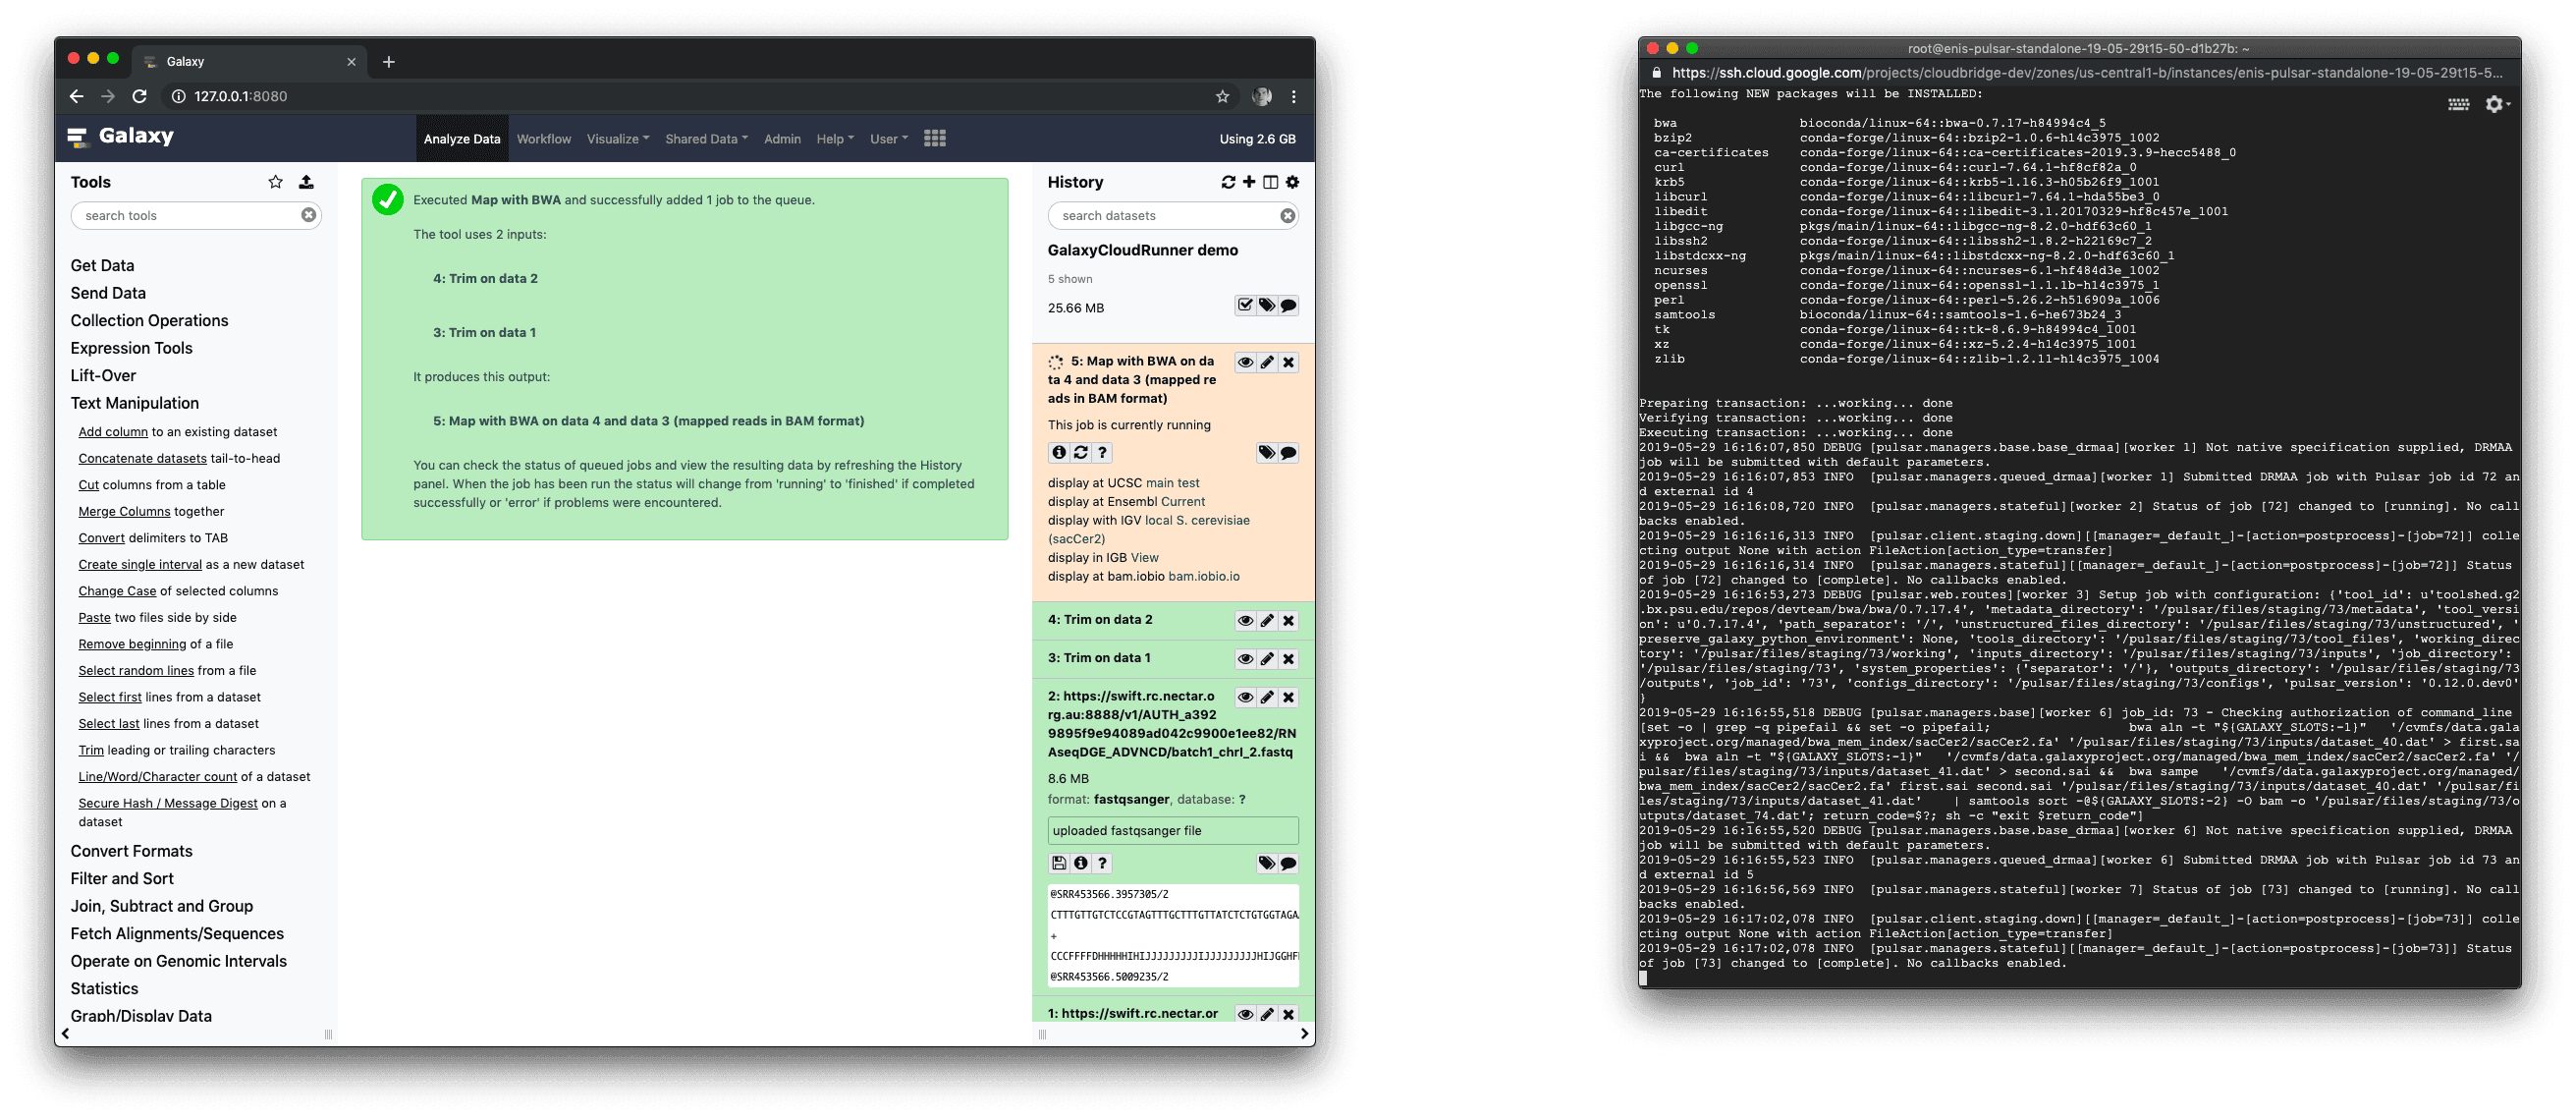 Galaxy
127.0.0.1:8080
Galaxy
Analyze Data Workflow Visualize Shared Data Admin Help User Using 2.6 GB
Tools
search tools
Get Data
Send Data
Collection Operations
Expression Tools
Lift-Over
Text Manipulation
Add column to an existing dataset
Concatenate datasets tail-to-head
Cut columns from a table
Merge Columns together
Convert delimiters to TAB
Create single interval as a new dataset
Change Case of selected columns
Paste two files side by side
Remove beginning of a file
Select random lines from a file
Select first lines from a dataset
Select last lines from a dataset
Trim leading or trailing characters
Line/Word/Character count of a dataset
Secure Hash / Message Digest on a
dataset
Convert Formats
Filter and Sort
Join, Subtract and Group
Fetch Alignments/Sequences
Operate on Genomic Intervals
Statistics
Graph/Display Data
Executed Map with BWA and successfully added 1 job to the queue.
The tool uses 2 inputs:
4: Trim on data 2
3: Trim on data 1
It produces this output:
5: Map with BWA on data 4 and data 3 (mapped reads in BAM format)
You can check the status of queued jobs and view the resulting data by refreshing the History
panel. When the job has been run the status will change from 'running' to 'finished' if completed
successfully or 'error' if problems were encountered.
History
search datasets
GalaxyCloudRunner demo
5 shown
25.66 MB
5: Map with BWA on da
ta 4 and data 3 (mapped re
ads in BAM format)
This job is currently running
display at UCSC main test
display at Ensembl Current
display with IGV local S. cerevisiae
(sacCer2)
display in IGB View
display at bam.iobio bam.iobio.io
4: Trim on data 2
3: Trim on data 1
2: https://swift.rc.nectar.o
rg.au:8888/v1/AUTH_a392
9895f9e94089ad042c9900e1ee82/RN
AseqDGE_ADVNCD/batch1_chrI_2.fastq
8.6 MB
format: fastqsanger, database: ?
uploaded fastqsanger file
@SRR453566.3957305/2
CTTTGTTGTCTCCGTAGTTTGCTTTGTTATCTCTGTGGTAGA
+
CCCFFFFDHHHHHIHIJJJJJJJJJIJJJJJJJJJHIJGGHF
@SRR453566.5009235/2
1: https://swift.rc.nectar.or
root@enis-pulsar-standalone-19-05-29t15-50-d1b27b: ~
https://ssh.cloud.google.com/projects/cloudbridge-dev/zones/us-central1-b/instances/enis-pulsar-standalone-19-05-29t15-5...
The following NEW packages will be INSTALLED:
bwa bioconda/linux-64::bwa-0.7.17-h84994c4_5
bzip2 conda-forge/linux-64::bzip2-1.0.6-h14c3975_1002
ca-certificates conda-forge/linux-64::ca-certificates-2019.3.9-hecc5488_0
curl conda-forge/linux-64::curl-7.64.1-hf8cf82a_0
krb5 conda-forge/linux-64::krb5-1.16.3-h05b26f9_1001
libcurl conda-forge/linux-64::libcurl-7.64.1-hda55be3_0
libedit conda-forge/linux-64::libedit-3.1.20170329-hf8c457e_1001
libgcc-ng pkgs/main/linux-64::libgcc-ng-8.2.0-hdf63c60_1
libssh2 conda-forge/linux-64::libssh2-1.8.2-h22169c7_2
libstdcxx-ng pkgs/main/linux-64::libstdcxx-ng-8.2.0-hdf63c60_1
ncurses conda-forge/linux-64::ncurses-6.1-hf484d3e_1002
openssl conda-forge/linux-64::openssl-1.1.1b-h14c3975_1
perl conda-forge/linux-64::perl-5.26.2-h516909a_1006
samtools bioconda/linux-64::samtools-1.6-he673b24_3
tk conda-forge/linux-64::tk-8.6.9-h84994c4_1001
xz conda-forge/linux-64::xz-5.2.4-h14c3975_1001
zlib conda-forge/linux-64::zlib-1.2.11-h14c3975_1004
Preparing transaction: ...working... done
Verifying transaction: ...working... done
Executing transaction: ...working... done
2019-05-29 16:16:07,850 DEBUG [pulsar.managers.base.base_drmaa][worker 1] Not native specification supplied, DRMAA
job will be submitted with default parameters.
2019-05-29 16:16:07,853 INFO [pulsar.managers.queued_drmaa][worker 1] Submitted DRMAA job with Pulsar job id 72 an
d external id 4
2019-05-29 16:16:08,720 INFO [pulsar.managers.stateful][worker 2] Status of job [72] changed to [running]. No call
backs enabled.
2019-05-29 16:16:16,313 INFO [pulsar.client.staging.down][[manager=_default_]-[action=postprocess]-[job=72]] colle
cting output None with action FileAction[action_type=transfer]
2019-05-29 16:16:16,314 INFO [pulsar.managers.stateful][[manager=_default_]-[action=postprocess]-[job=72]] Status
of job [72] changed to [complete]. No callbacks enabled.
2019-05-29 16:16:53,273 DEBUG [pulsar.web.routes][worker 3] Setup job with configuration: {'tool_id': u'toolshed.g2
.bx.psu.edu/repos/devteam/bwa/bwa/0.7.17.4', 'metadata_directory': '/pulsar/files/staging/73/metadata', 'tool_versi
on': u'0.7.17.4', 'path_separator': '/', 'unstructured_files_directory': '/pulsar/files/staging/73/unstructured', '
preserve_galaxy_python_environment': None, 'tools_directory': '/pulsar/files/staging/73/tool_files', 'working_direc
tory': '/pulsar/files/staging/73/working', 'inputs_directory': '/pulsar/files/staging/73/inputs', 'job_directory':
'/pulsar/files/staging/73', 'system_properties': {'separator': '/'}, 'outputs_directory': '/pulsar/files/staging/73
/outputs', 'job_id': '73', 'configs_directory': '/pulsar/files/staging/73/configs', 'pulsar_version': '0.12.0.dev0'
}
2019-05-29 16:16:55,518 DEBUG [pulsar.managers.base][worker 6] job_id: 73 - Checking authorization of command_line
[set -o | grep -q pipefail && set -o pipefail; bwa aln -t "${GALAXY_SLOTS:-1}" '/cvmfs/data.gala
xyproject.org/managed/bwa_mem_index/sacCer2/sacCer2.fa' '/pulsar/files/staging/73/inputs/dataset_40.dat' > first.sa
i && bwa aln -t "${GALAXY_SLOTS:-1}" '/cvmfs/data.galaxyproject.org/managed/bwa_mem_index/sacCer2/sacCer2.fa' '/
pulsar/files/staging/73/inputs/dataset_41.dat' > second.sai && bwa sampe '/cvmfs/data.galaxyproject.org/managed/
bwa_mem_index/sacCer2/sacCer2.fa' first.sai second.sai '/pulsar/files/staging/73/inputs/dataset_40.dat' '/pulsar/fi
les/staging/73/inputs/dataset_41.dat' | samtools sort -@${GALAXY_SLOTS:-2} -O bam -o '/pulsar/files/staging/73/o
utputs/dataset_74.dat'; return_code=$?; sh -c "exit $return_code"]
2019-05-29 16:16:55,520 DEBUG [pulsar.managers.base.base_drmaa][worker 6] Not native specification supplied, DRMAA
job will be submitted with default parameters.
2019-05-29 16:16:55,523 INFO [pulsar.managers.queued_drmaa][worker 6] Submitted DRMAA job with Pulsar job id 73 an
d external id 5
2019-05-29 16:16:56,569 INFO [pulsar.managers.stateful][worker 7] Status of job [73] changed to [running]. No call
backs enabled.
2019-05-29 16:17:02,078 INFO [pulsar.client.staging.down][[manager=_default_]-[action=postprocess]-[job=73]] colle
cting output None with action FileAction[action_type=transfer]
2019-05-29 16:17:02,078 INFO [pulsar.managers.stateful][[manager=_default_]-[action=postprocess]-[job=73]] Status
of job [73] changed to [complete]. No callbacks enabled.